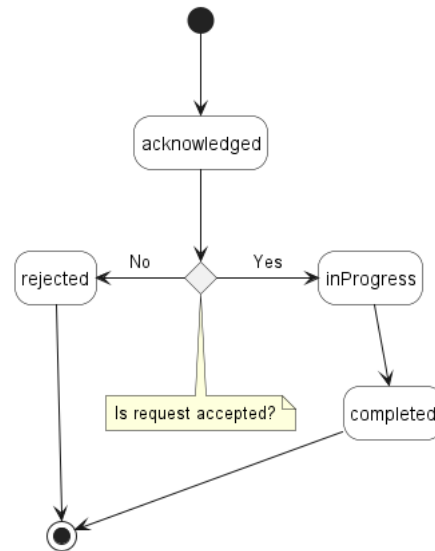 acknowledged
No
Yes
rejected
inProgress
Is request accepted?
completed